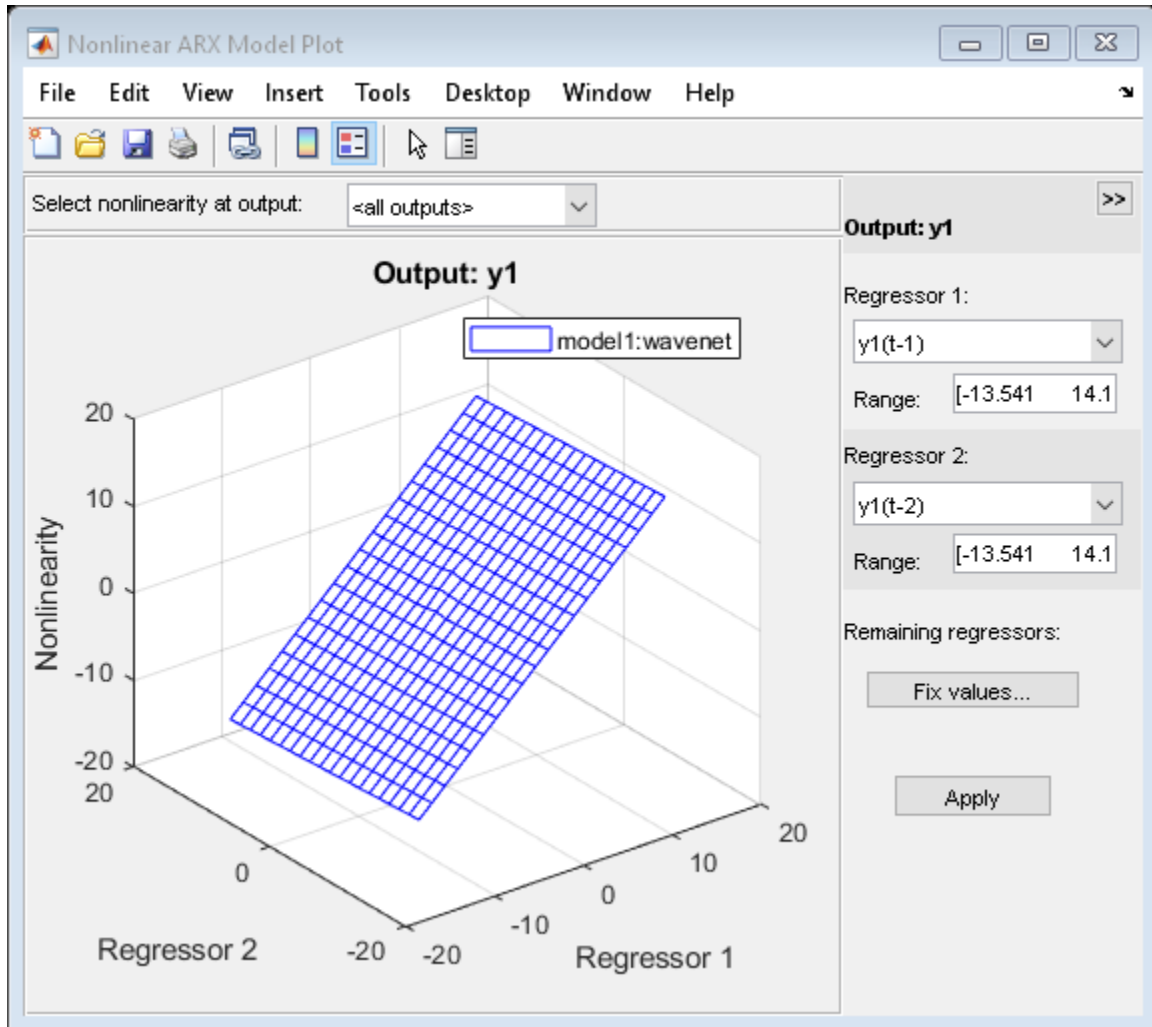 Nonlinear ARX Model Plot
File Edit View Insert Tools Desktop Window Help
Select nonlinearity at output: <all outputs>
>>
Output: y1
Output: y1
model1:wavenet
Nonlinearity
20
10
0
-10
-20
20
0
-20
Regressor 2
-20
-10
0
10
20
Regressor 1
Regressor 1:
y1(t-1)
Range: [-13.541 14.1
Regressor 2:
y1(t-2)
Range: [-13.541 14.1
Remaining regressors:
Fix values...
Apply